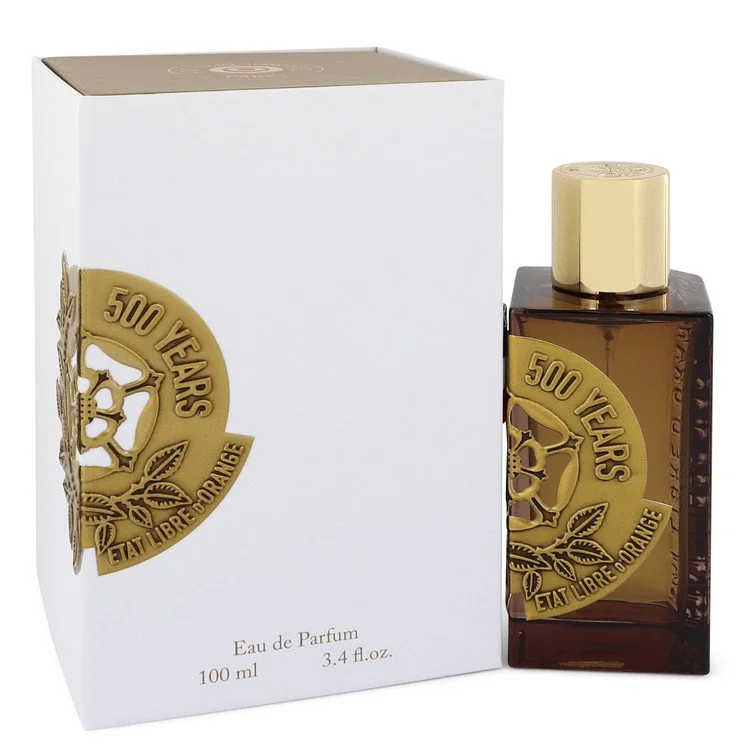 500 YEARS
ETAT LIBRE D'ORANGE
Eau de Parfum
100 ml 3.4 fl.oz.
500 YEARS
ETAT LIBRE D'ORANGE